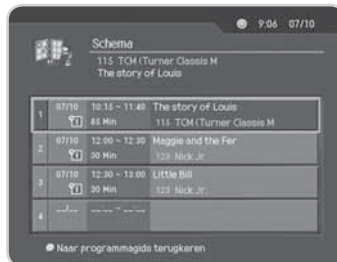 9:06 07/10
Schema
115 TCM (Turner Classis M
The story of Louis
1 07/10 10:15 ~ 11:40 The story of Louis
85 Min 115 TCM (Turner Classis M
2 07/10 12:00 ~ 12:30 Maggie and the Fer
30 Min 123 Nick Jr.
3 07/10 12:30 ~ 13:00 Little Bill
30 Min 123 Nick Jr.
4 --/-- --:-- ~ --:--
Naar programmagids terugkeren